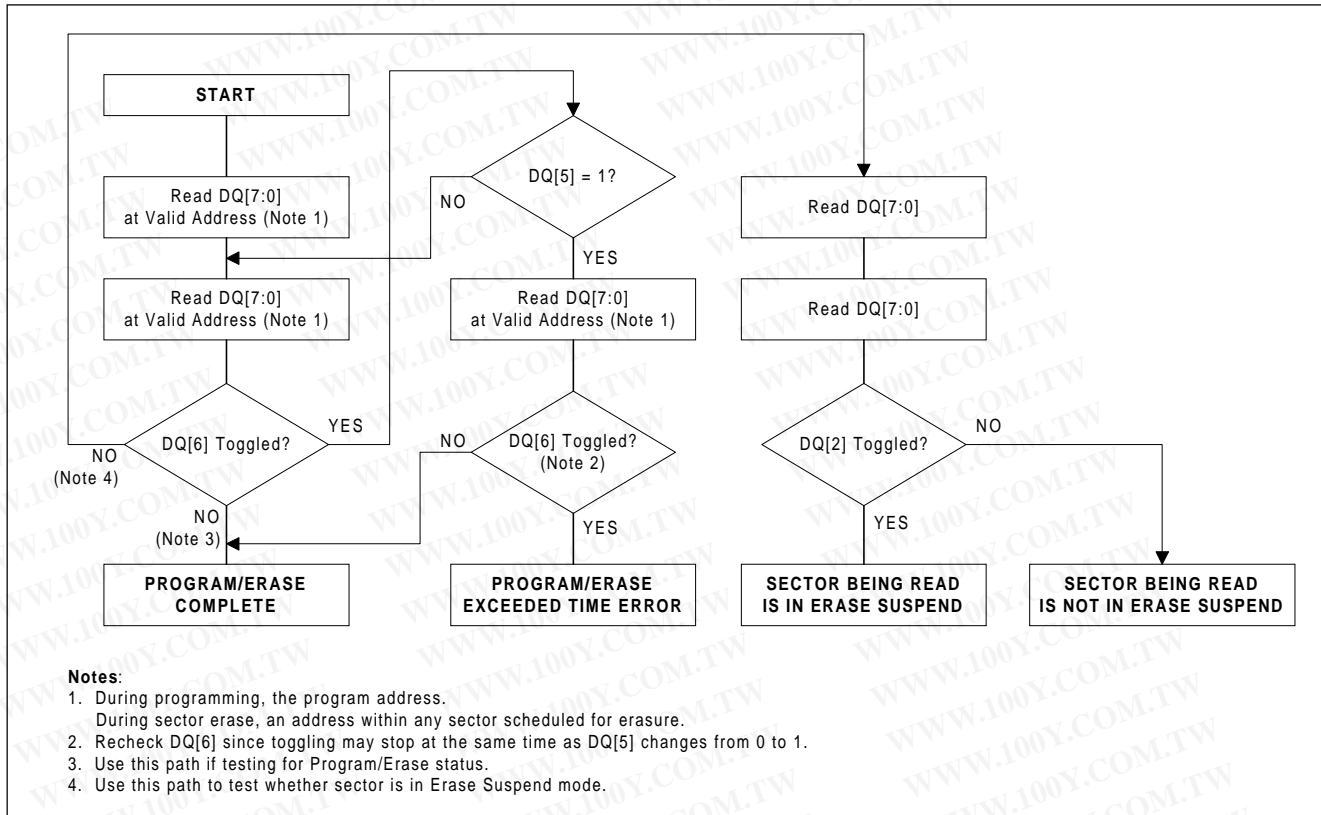 START
Read DQ[7:0]
at Valid Address (Note 1)
Read DQ[7:0]
at Valid Address (Note 1)
DQ[6] Toggled?
YES
NO
(Note 4)
NO
(Note 3)
PROGRAM/ERASE
COMPLETE
DQ[5] = 1?
NO
YES
Read DQ[7:0]
at Valid Address (Note 1)
DQ[6] Toggled?
(Note 2)
NO
YES
PROGRAM/ERASE
EXCEEDED TIME ERROR
Read DQ[7:0]
Read DQ[7:0]
DQ[2] Toggled?
NO
YES
SECTOR BEING READ
IS IN ERASE SUSPEND
SECTOR BEING READ
IS NOT IN ERASE SUSPEND
Notes:
1. During programming, the program address.
During sector erase, an address within any sector scheduled for erasure.
2. Recheck DQ[6] since toggling may stop at the same time as DQ[5] changes from 0 to 1.
3. Use this path if testing for Program/Erase status.
4. Use this path to test whether sector is in Erase Suspend mode.
WWW.100Y.COM.TW